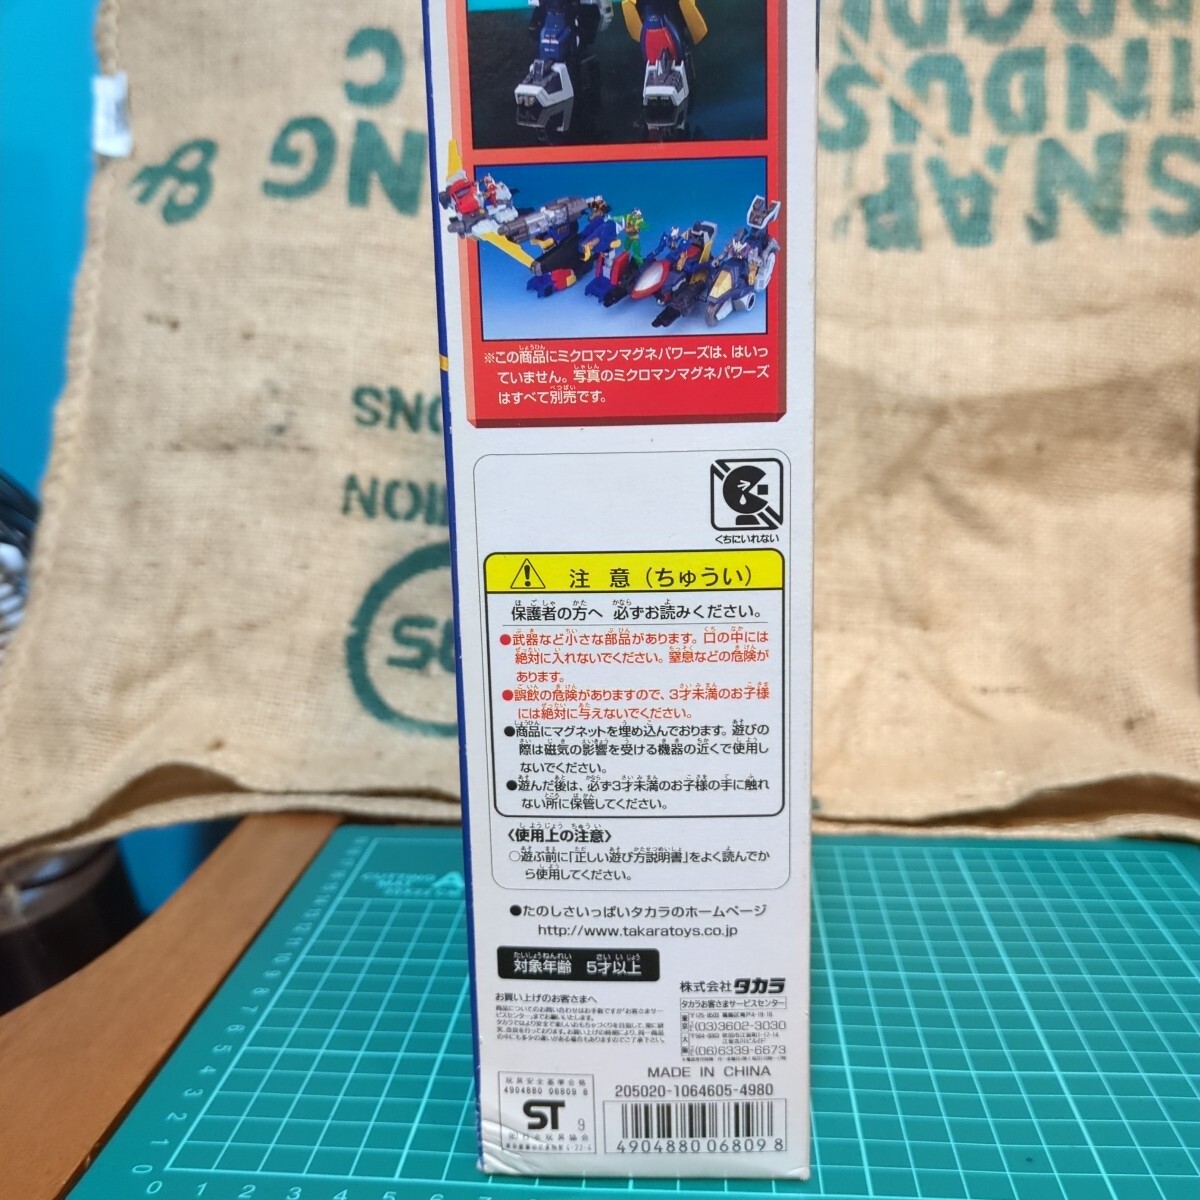 ※この商品にミクロマンマグネパワーズは、はいっ
ていません。写真のミクロマンマグネパワーズ
はすべて別売です。
くちにいれない
注意(ちゅうい)
保護者の方へ 必ずお読みください。
●武器など小さな部品があります。口の中には
絶対に入れないでください。窒息などの危険が
あります。
●誤飲の危険がありますので、3才未満のお子様
には絶対に与えないでください。
●商品にマグネットを埋め込んでおります。遊びの
際は磁気の影響を受ける機器の近くで使用し
ないでください。
●遊んだ後は、必ず3才未満のお子様の手に触れ
ない所に保管してください。
〈使用上の注意〉
○遊ぶ前に「正しい遊び方説明書」をよく読んでか
ら使用してください。
●たのしさいっぱいタカラのホームページ
http://www.takaratoys.co.jp
対象年齢 5才以上
株式会社タカラ
タカラお客さまサービスセンター
(03)3602-3030
(06)6339-6673
お買い上げのお客さまへ
MADE IN CHINA
205020-1064605-4980
玩具安全基準合格
4904880 06809 8
ST 9
4904880 068098
SNAP
INDUS
PROD
CUTTING